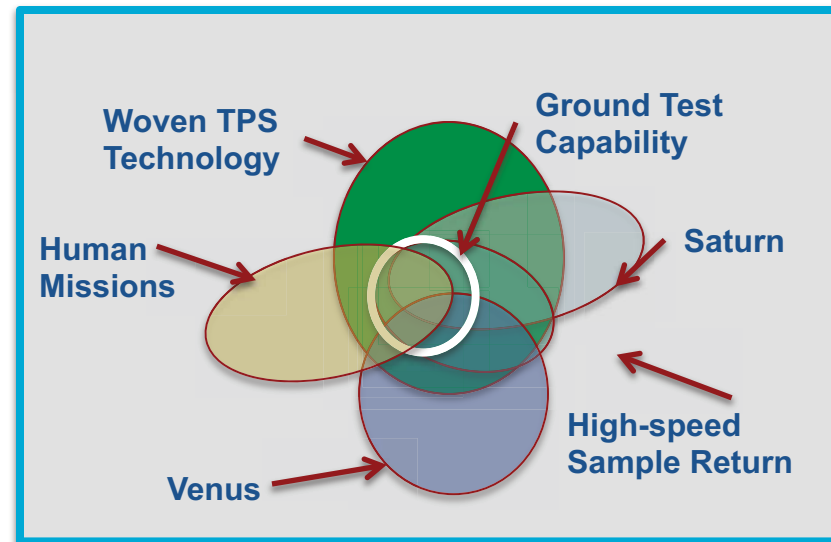 Woven TPS
Technology
Ground Test
Capability
Human
Missions
Saturn
High-speed
Sample Return
Venus